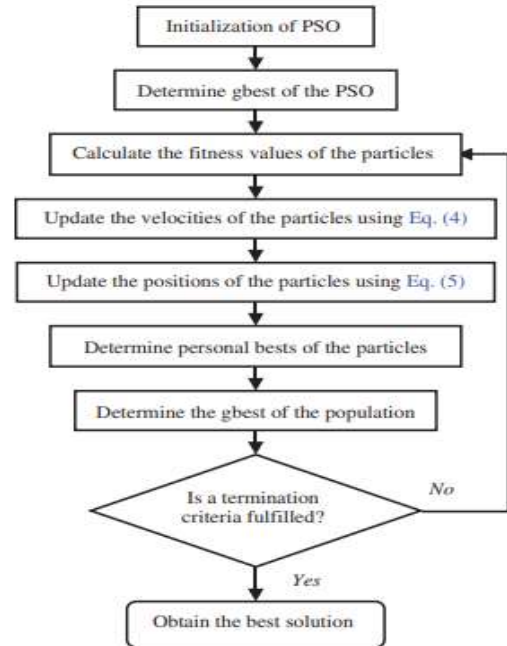 Initialization of PSO
Determine gbest of the PSO
Calculate the fitness values of the particles
Update the velocities of the particles using Eq. (4)
Update the positions of the particles using Eq. (5)
Determine personal bests of the particles
Determine the gbest of the population
Is a termination
criteria fulfilled?
No
Yes
Obtain the best solution